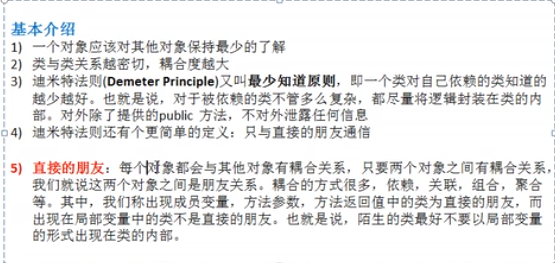 基本介绍
1) 一个对象应该对其他对象保持最少的了解
2) 类与类关系越密切，耦合度越大
3) 迪米特法则(Demeter Principle)又叫最少知道原则，即一个类对自己依赖的类知道的
越少越好。也就是说，对于被依赖的类不管多么复杂，都尽量将逻辑封装在类的内
部。对外除了提供的public 方法，不对外泄露任何信息
4) 迪米特法则还有个更简单的定义：只与直接的朋友通信
5) 直接的朋友：每个对象都会与其他对象有耦合关系，只要两个对象之间有耦合关系，
我们就说这两个对象之间是朋友关系。耦合的方式很多，依赖，关联，组合，聚合
等。其中，我们称出现成员变量，方法参数，方法返回值中的类为直接的朋友，而
出现在局部变量中的类不是直接的朋友。也就是说，陌生的类最好不要以局部变量
的形式出现在类的内部。